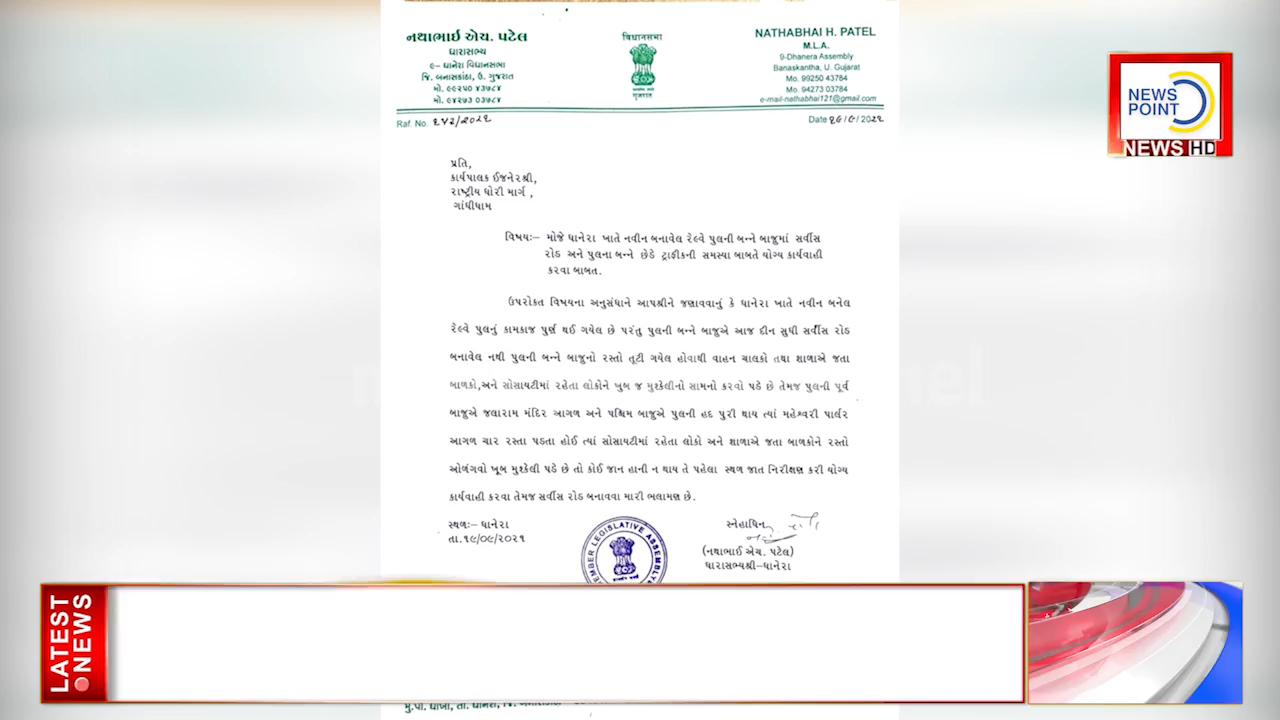 નથાભાઈ એચ. પટેલ
ધારાસભ્ય
૯– ધાનેરા વિધાનસભા
જિ. બનાસકાંઠા, ઉ. ગુજરાત
મો. ૯૯૨૫૦ ૪૩૭૮૪
મો. ૯૪૨૭૩ ૦૩૭૮૪
વિધાનસભા
ગુજરાત
NATHABHAI H. PATEL
M.L.A.
9-Dhanera Assembly
Banaskantha, U. Gujarat
Mo. 99250 43784
Mo. 94273 03784
e-mail-nathabhai121@gmail.com
NEWS
POINT
NEWS HD
Raf. No.
Date
પ્રતિ,
કાર્યપાલક ઈજનેરશ્રી,
રાષ્ટ્રીય ધોરી માર્ગ ,
ગાંધીધામ
વિષયઃ– મોજે ધાનેરા ખાતે નવીન બનાવેલ રેલ્વે પુલની બન્ને બાજુમાં સર્વીસ
રોડ અને પુલના બન્ને છેડે ટ્રાફીકની સમસ્યા બાબતે યોગ્ય કાર્યવાહી
કરવા બાબત.
ઉપરોકત વિષયના અનુસંધાને આપશ્રીને જણાવવાનુ કે ધાનેરા ખાતે નવીન બનેલ
રેલ્વે પુલનું કામકાજ પુર્ણ થઈ ગયેલ છે પરંતુ પુલની બન્ને બાજુએ આજ દીન સુધી સર્વીસ રોડ
બનાવેલ નથી પુલની બન્ને બાજુનો રસ્તો તૂટી ગયેલ હોવાથી વાહન ચાલકો તથા શાળાએ જતા
બાળકો,અને સોસાયટીમાં રહેતા લોકોને ખુબ જ મુશ્કેલીનો સામનો કરવો પડે છે તેમજ પુલની પૂર્વ
બાજુએ જલારામ મંદિર આગળ અને પશ્ચિમ બાજુએ પુલની હદ પુરી થાય ત્યાં મહેશ્વરી પાર્લર
આગળ ચાર રસ્તા પડતા હોઈ ત્યાં સોસાયટીમાં રહેતા લોકો અને શાળાએ જતા બાળકોને રસ્તો
ઓળંગવો ખૂબ મુશ્કેલી પડે છે તો કોઈ જાન હાની ન થાય તે પહેલા સ્થળ જાત નિરીક્ષણ કરી યોગ્ય
કાર્યવાહી કરવા તેમજ સર્વીસ રોડ બનાવવા મારી ભલામણ છે.
સ્થળઃ– ધાનેરા
તા.૧૯/૦૯/૨૦૨૧
MEMBER LEGISLATIVE ASSEMBLY
સ્નેહાધિન
(નથાભાઈ એચ. પટેલ)
ધારાસભ્યશ્રી–ધાનેરા
LATEST
NEWS